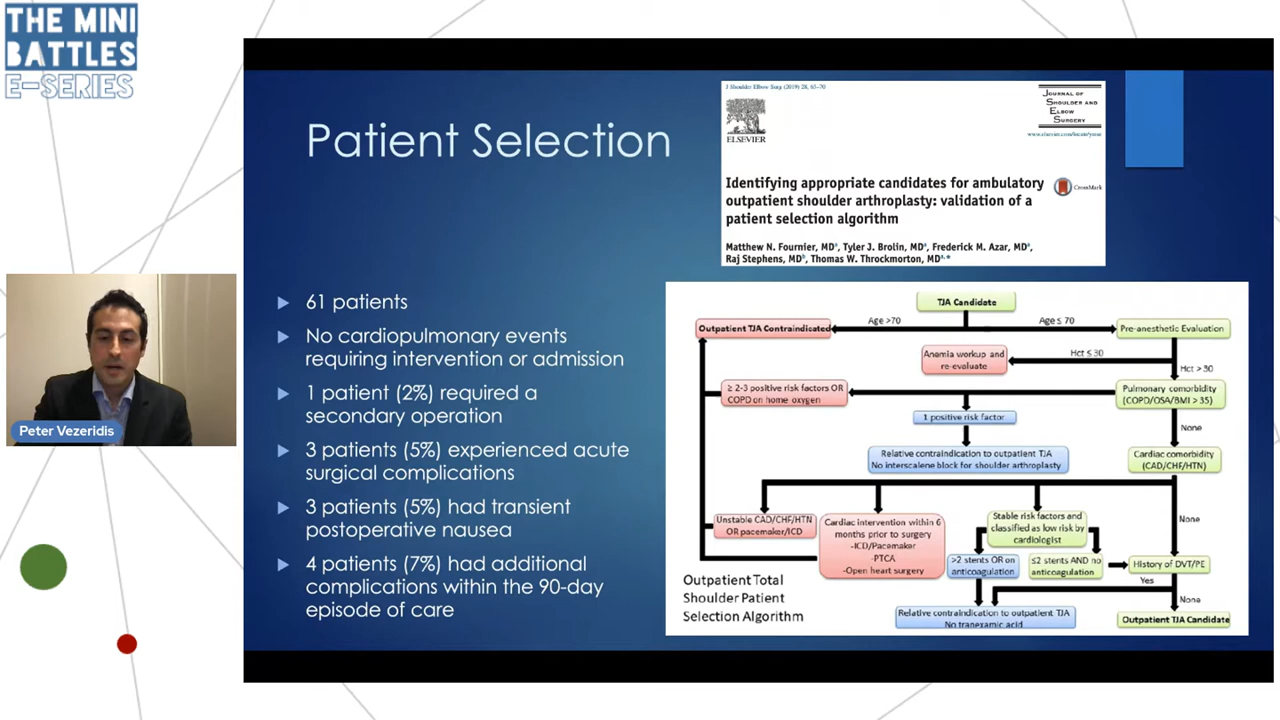 THE MINI
BATTLES
E-SERIES
Patient Selection
J Shoulder Elbow Surg (2019) 28, 65–70
ELSEVIER
JOURNAL OF
SHOULDER AND
ELBOW
SURGERY
www.elsevier.com/locate/ymse
Identifying appropriate candidates for ambulatory
outpatient shoulder arthroplasty: validation of a
patient selection algorithm
CrossMark
Matthew N. Fournier, MDa, Tyler J. Brolin, MDa, Frederick M. Azar, MDa,
Raj Stephens, MDb, Thomas W. Throckmorton, MDa,*
61 patients
No cardiopulmonary events
requiring intervention or admission
1 patient (2%) required a
secondary operation
3 patients (5%) experienced acute
surgical complications
3 patients (5%) had transient
postoperative nausea
4 patients (7%) had additional
complications within the 90-day
episode of care
Peter Vezeridis
TJA Candidate
Age >70
Age ≤ 70
Outpatient TJA Contraindicated
Pre-anesthetic Evaluation
Anemia workup and
re-evaluate
Hct ≤ 30
Hct > 30
≥ 2-3 positive risk factors OR
COPD on home oxygen
Pulmonary comorbidity
(COPD/OSA/BMI > 35)
1 positive risk factor
None
Relative contraindication to outpatient TJA
No interscalene block for shoulder arthroplasty
Cardiac comorbidity
(CAD/CHF/HTN)
Unstable CAD/CHF/HTN
OR pacemaker/ICD
Cardiac intervention within 6
months prior to surgery
-ICD/Pacemaker
-PTCA
-Open heart surgery
Stable risk factors and
classified as low risk by
cardiologist
None
>2 stents OR on
anticoagulation
≤2 stents AND no
anticoagulation
History of DVT/PE
Yes
None
Relative contraindication to outpatient TJA
No tranexamic acid
Outpatient TJA Candidate
Outpatient Total
Shoulder Patient
Selection Algorithm